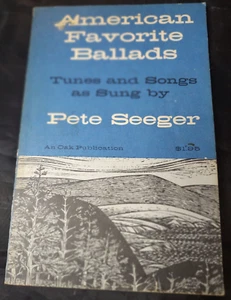 American
Favorite
Ballads
Tunes and Songs
as Sung by
Pete Seeger
An Oak Publication
$1.95